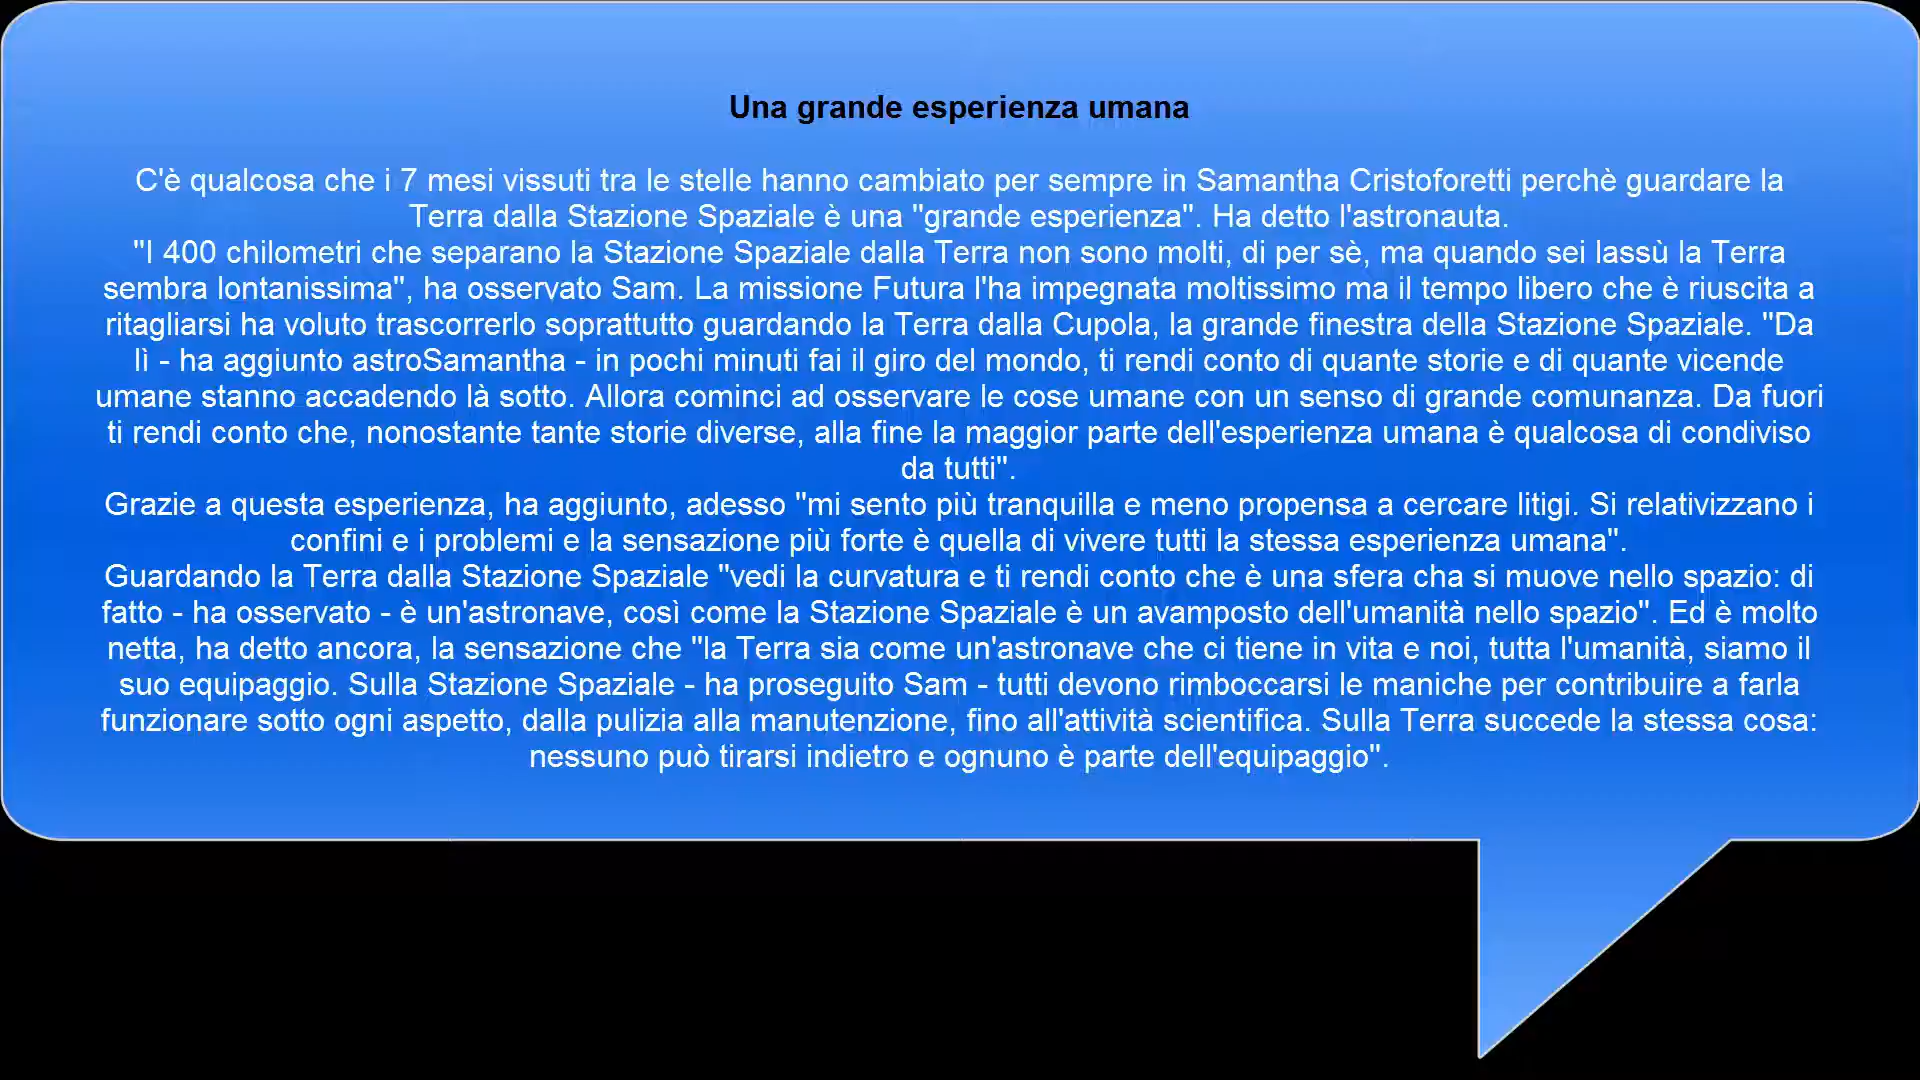 Una grande esperienza umana
C'è qualcosa che i 7 mesi vissuti tra le stelle hanno cambiato per sempre in Samantha Cristoforetti perchè guardare la
Terra dalla Stazione Spaziale è una "grande esperienza". Ha detto l'astronauta.
"I 400 chilometri che separano la Stazione Spaziale dalla Terra non sono molti, di per sè, ma quando sei lassù la Terra
sembra lontanissima", ha osservato Sam. La missione Futura l'ha impegnata moltissimo ma il tempo libero che è riuscita a
ritagliarsi ha voluto trascorrerlo soprattutto guardando la Terra dalla Cupola, la grande finestra della Stazione Spaziale. "Da
lì - ha aggiunto astroSamantha - in pochi minuti fai il giro del mondo, ti rendi conto di quante storie e di quante vicende
umane stanno accadendo là sotto. Allora cominci ad osservare le cose umane con un senso di grande comunanza. Da fuori
ti rendi conto che, nonostante tante storie diverse, alla fine la maggior parte dell'esperienza umana è qualcosa di condiviso
da tutti".
Grazie a questa esperienza, ha aggiunto, adesso "mi sento più tranquilla e meno propensa a cercare litigi. Si relativizzano i
confini e i problemi e la sensazione più forte è quella di vivere tutti la stessa esperienza umana".
Guardando la Terra dalla Stazione Spaziale "vedi la curvatura e ti rendi conto che è una sfera cha si muove nello spazio: di
fatto - ha osservato - è un'astronave, così come la Stazione Spaziale è un avamposto dell'umanità nello spazio". Ed è molto
netta, ha detto ancora, la sensazione che "la Terra sia come un'astronave che ci tiene in vita e noi, tutta l'umanità, siamo il
suo equipaggio. Sulla Stazione Spaziale - ha proseguito Sam - tutti devono rimboccarsi le maniche per contribuire a farla
funzionare sotto ogni aspetto, dalla pulizia alla manutenzione, fino all'attività scientifica. Sulla Terra succede la stessa cosa:
nessuno può tirarsi indietro e ognuno è parte dell'equipaggio".